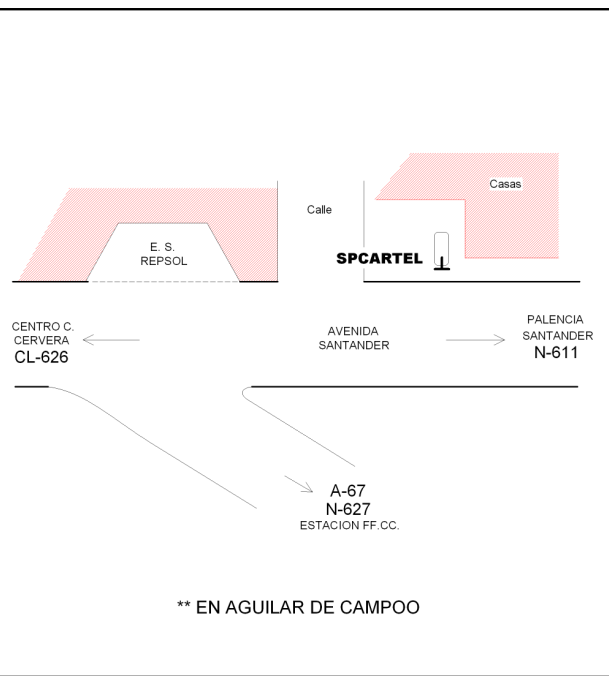 Casas
Calle
E. S.
REPSOL
SPCARTEL
CENTRO C.
CERVERA
CL-626
AVENIDA
SANTANDER
PALENCIA
SANTANDER
N-611
A-67
N-627
ESTACION FF.CC.
** EN AGUILAR DE CAMPOO